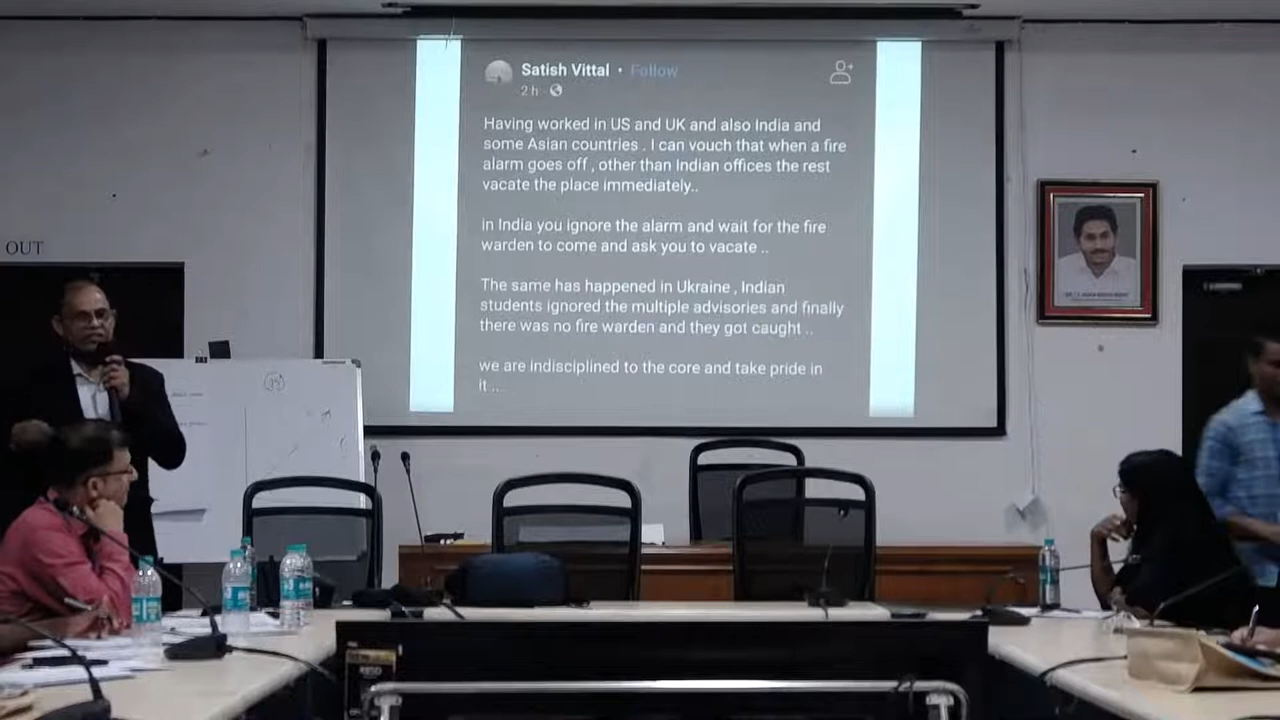 Satish Vittal • Follow
2 h ·
Having worked in US and UK and also India and
some Asian countries . I can vouch that when a fire
alarm goes off , other than Indian offices the rest
vacate the place immediately..
in India you ignore the alarm and wait for the fire
warden to come and ask you to vacate ..
The same has happened in Ukraine , Indian
students ignored the multiple advisories and finally
there was no fire warden and they got caught ..
we are indisciplined to the core and take pride in
it ...
OUT